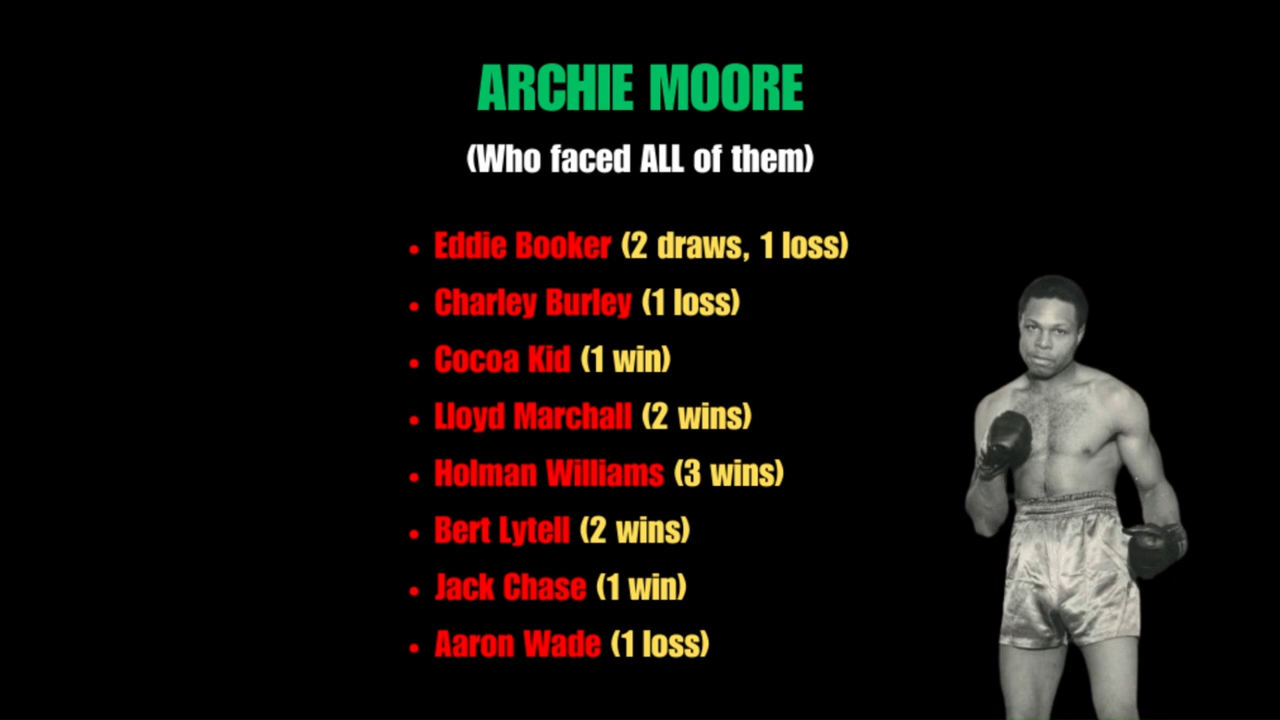 ARCHIE MOORE
(Who faced ALL of them)
• Eddie Booker (2 draws, 1 loss)
• Charley Burley (1 loss)
• Cocoa Kid (1 win)
• Lloyd Marchall (2 wins)
• Holman Williams (3 wins)
• Bert Lytell (2 wins)
• Jack Chase (1 win)
• Aaron Wade (1 loss)